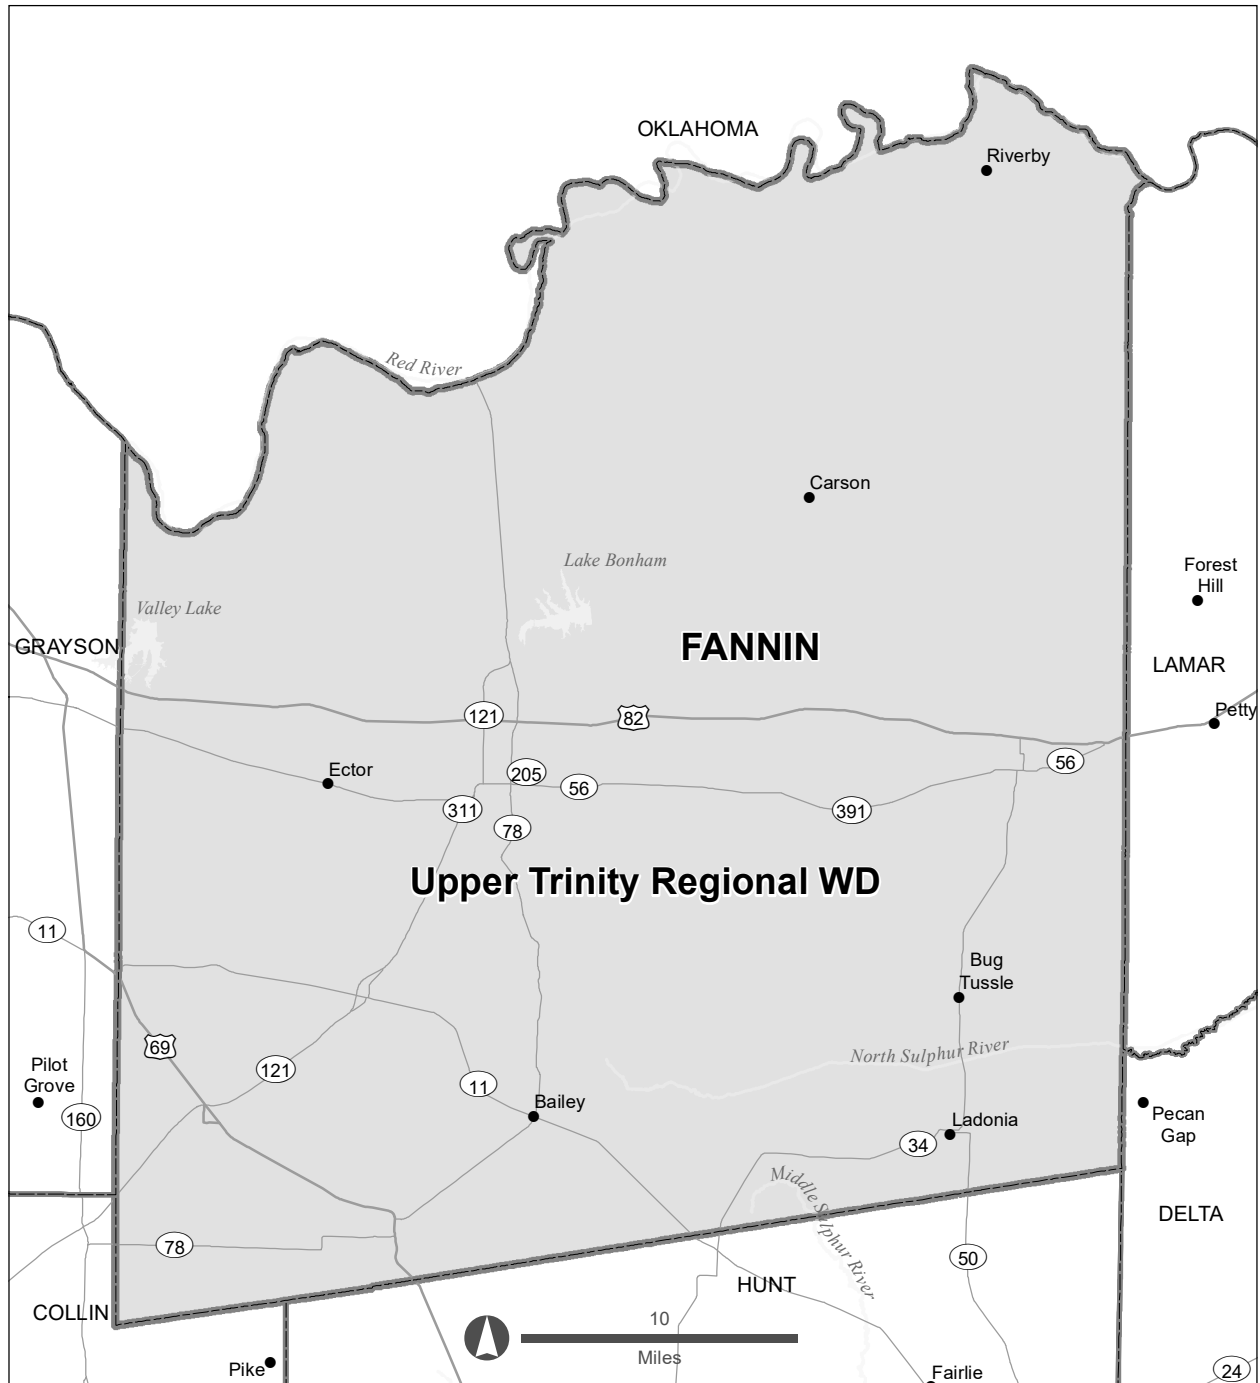 OKLAHOMA
Riverby
Red River
Carson
Lake Bonham
Forest
Hill
Valley Lake
GRAYSON
FANNIN
LAMAR
121
82
Petty
Ector
205
56
56
311
391
78
Upper Trinity Regional WD
11
Bug
Tussle
69
North Sulphur River
Pilot
Grove
121
11
Bailey
160
Pecan
Gap
Ladonia
34
Middle Sulphur River
DELTA
78
50
HUNT
COLLIN
10
Miles
Pike
Fairlie
24